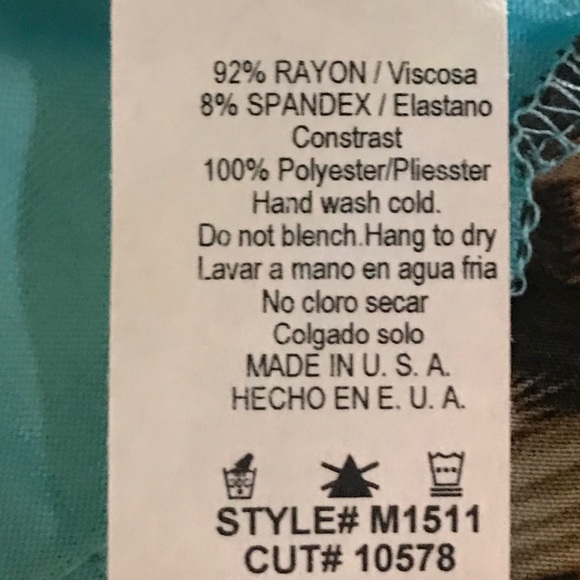 92% RAYON / Viscosa
8% SPANDEX / Elastano
Constrast
100% Polyester/Pliesster
Hand wash cold.
Do not blench.Hang to dry
Lavar a mano en agua fria
No cloro secar
Colgado solo
MADE IN U. S. A.
HECHO EN E. U. A.
STYLE# M1511
CUT# 10578